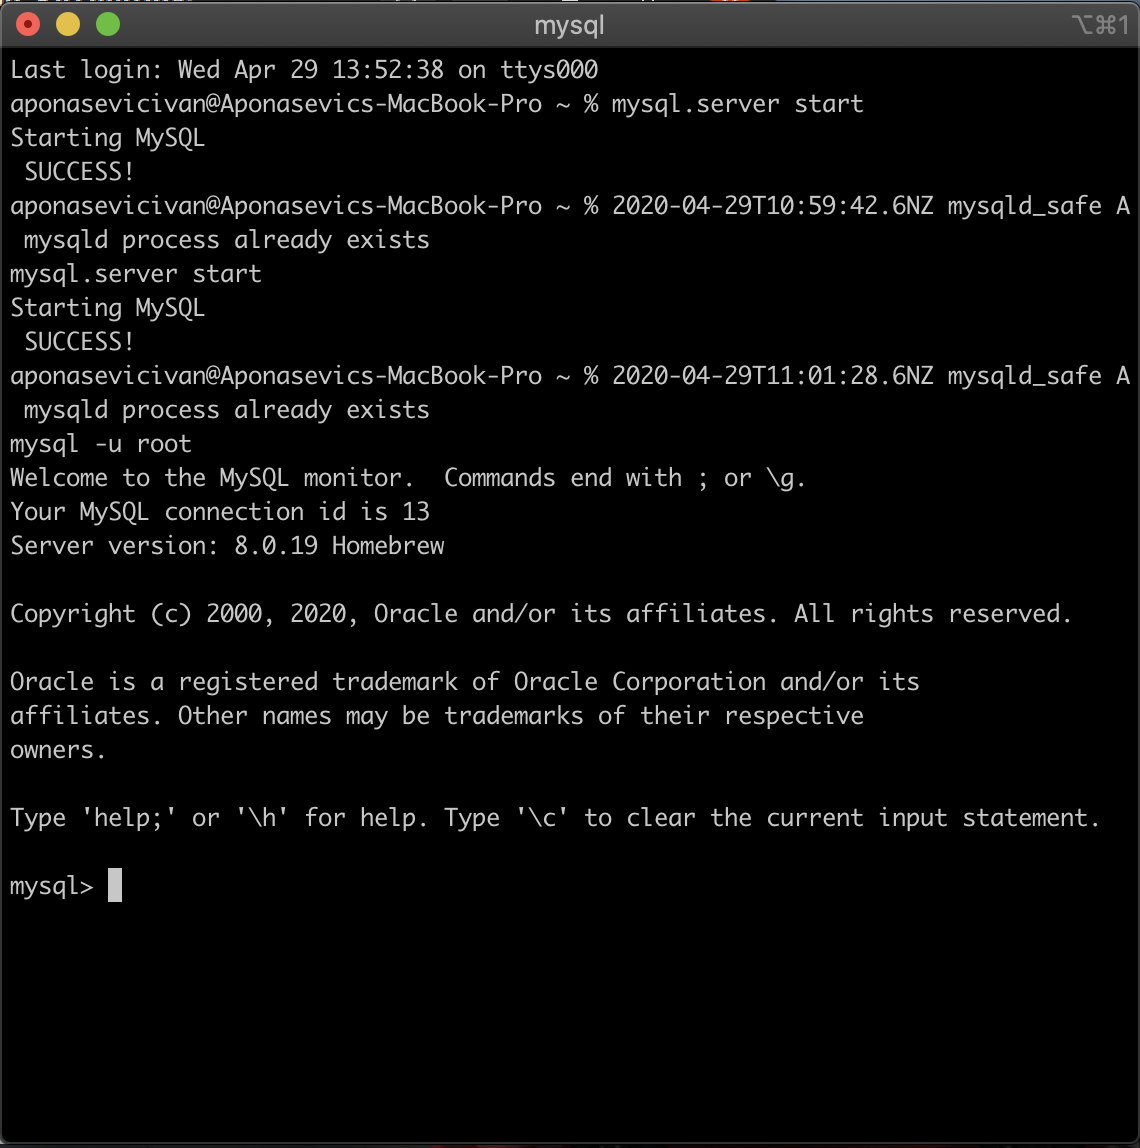 mysql
⌥⌘1
Last login: Wed Apr 29 13:52:38 on ttys000
aponasevicivan@Aponasevics-MacBook-Pro ~ % mysql.server start
Starting MySQL
 SUCCESS!
aponasevicivan@Aponasevics-MacBook-Pro ~ % 2020-04-29T10:59:42.6NZ mysqld_safe A
 mysqld process already exists
mysql.server start
Starting MySQL
 SUCCESS!
aponasevicivan@Aponasevics-MacBook-Pro ~ % 2020-04-29T11:01:28.6NZ mysqld_safe A
 mysqld process already exists
mysql -u root
Welcome to the MySQL monitor.  Commands end with ; or \g.
Your MySQL connection id is 13
Server version: 8.0.19 Homebrew
Copyright (c) 2000, 2020, Oracle and/or its affiliates. All rights reserved.
Oracle is a registered trademark of Oracle Corporation and/or its
affiliates. Other names may be trademarks of their respective
owners.
Type 'help;' or '\h' for help. Type '\c' to clear the current input statement.
mysql>